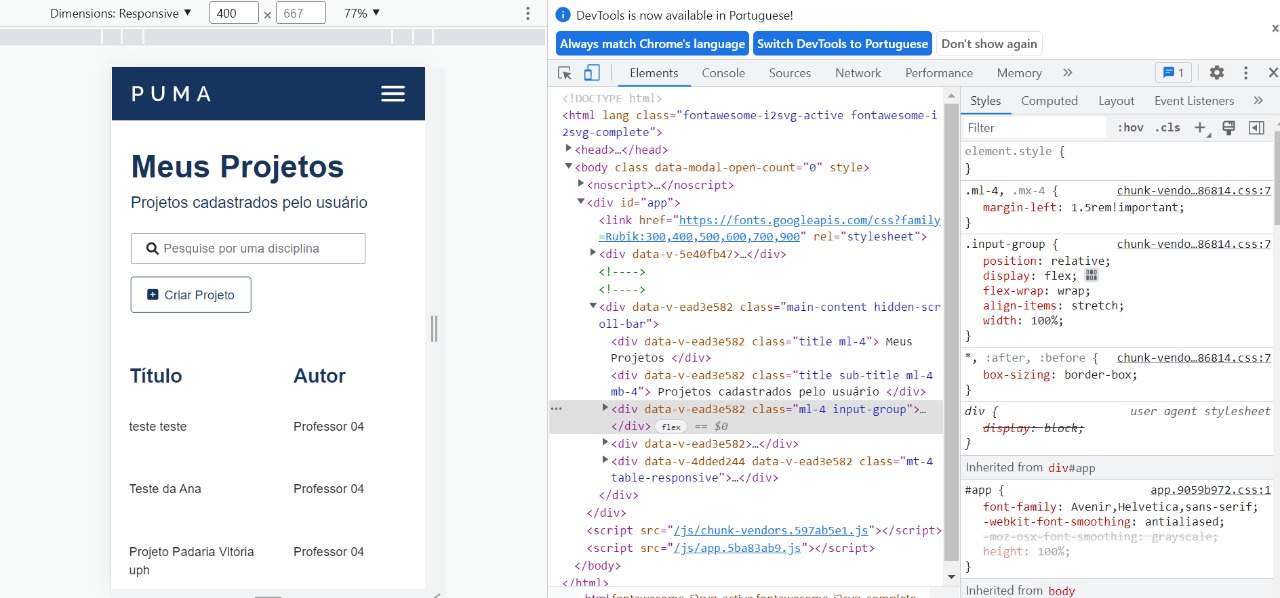 Dimensions: Responsive ▼ 400 x 667 77% ▼
PUMA
Meus Projetos
Projetos cadastrados pelo usuário
Pesquise por uma disciplina
Criar Projeto
Título Autor
teste teste Professor 04
Teste da Ana Professor 04
Projeto Padaria Vitória Professor 04
uph
DevTools is now available in Portuguese!
Always match Chrome's language Switch DevTools to Portuguese Don't show again
Elements Console Sources Network Performance Memory » 1
<!DOCTYPE html>
<html lang class="fontawesome-i2svg-active fontawesome-i
2svg-complete">
<head>…</head>
<body class data-modal-open-count="0" style>
<noscript>…</noscript>
<div id="app">
<link href="https://fonts.googleapis.com/css?family
=Rubik:300,400,500,600,700,900" rel="stylesheet">
<div data-v-5e40fb47>…</div>
<!---->
<!---->
<div data-v-ead3e582 class="main-content hidden-scr
oll-bar">
<div data-v-ead3e582 class="title ml-4"> Meus
Projetos </div>
<div data-v-ead3e582 class="title sub-title ml-4
mb-4"> Projetos cadastrados pelo usuário </div>
<div data-v-ead3e582 class="ml-4 input-group">…
</div> flex == $0
<div data-v-ead3e582>…</div>
<div data-v-4dded244 data-v-ead3e582 class="mt-4
table-responsive">…</div>
</div>
</div>
<script src="/js/chunk-vendors.597ab5e1.js"></script>
<script src="/js/app.5ba83ab9.js"></script>
</body>
</html>
html.fontawesome-i2svg-active.fontawesome-i2svg-complete
Styles Computed Layout Event Listeners »
Filter :hov .cls +
element.style {
}
.ml-4, .mx-4 { chunk-vendo…86814.css:7
margin-left: 1.5rem!important;
}
.input-group { chunk-vendo…86814.css:7
position: relative;
display: flex;
flex-wrap: wrap;
align-items: stretch;
width: 100%;
}
*, :after, :before { chunk-vendo…86814.css:7
box-sizing: border-box;
}
div { user agent stylesheet
display: block;
}
Inherited from div#app
#app { app.9059b972.css:1
font-family: Avenir,Helvetica,sans-serif;
-webkit-font-smoothing: antialiased;
-moz-osx-font-smoothing: grayscale;
height: 100%;
}
Inherited from body